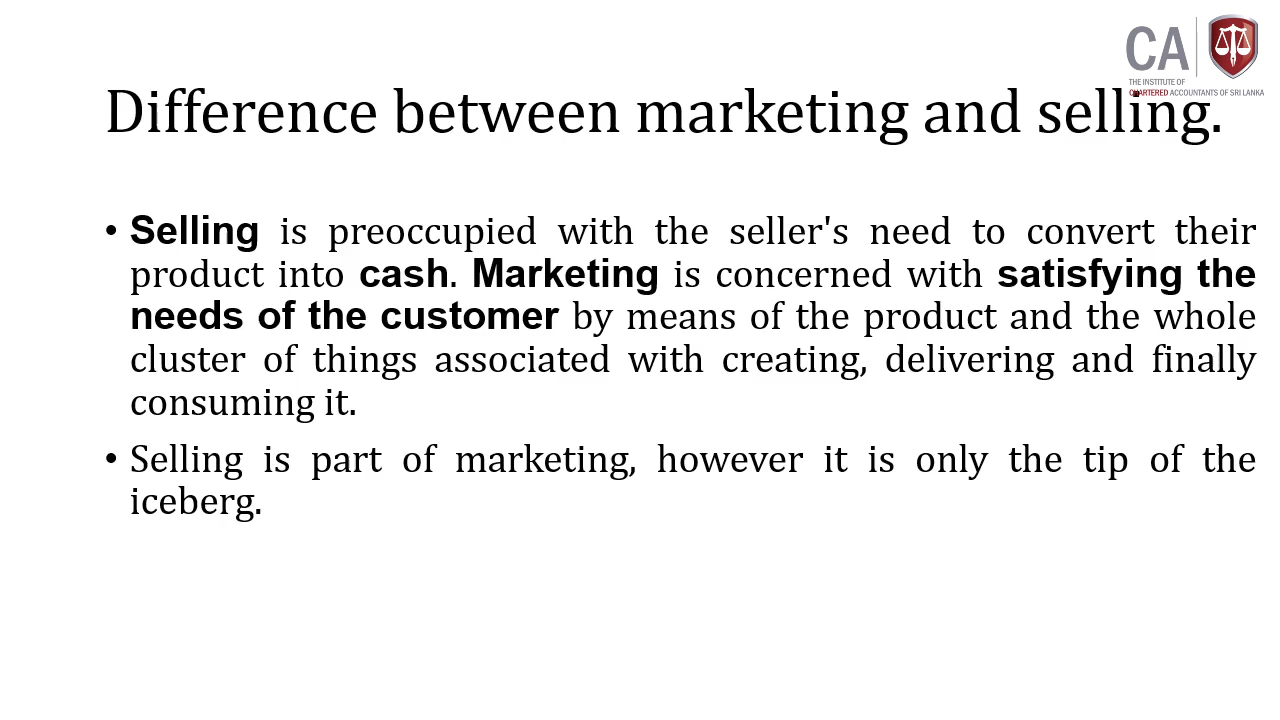 CA
THE INSTITUTE OF
CHARTERED ACCOUNTANTS OF SRI LANKA
Difference between marketing and selling.
• Selling is preoccupied with the seller's need to convert their
product into cash. Marketing is concerned with satisfying the
needs of the customer by means of the product and the whole
cluster of things associated with creating, delivering and finally
consuming it.
• Selling is part of marketing, however it is only the tip of the
iceberg.